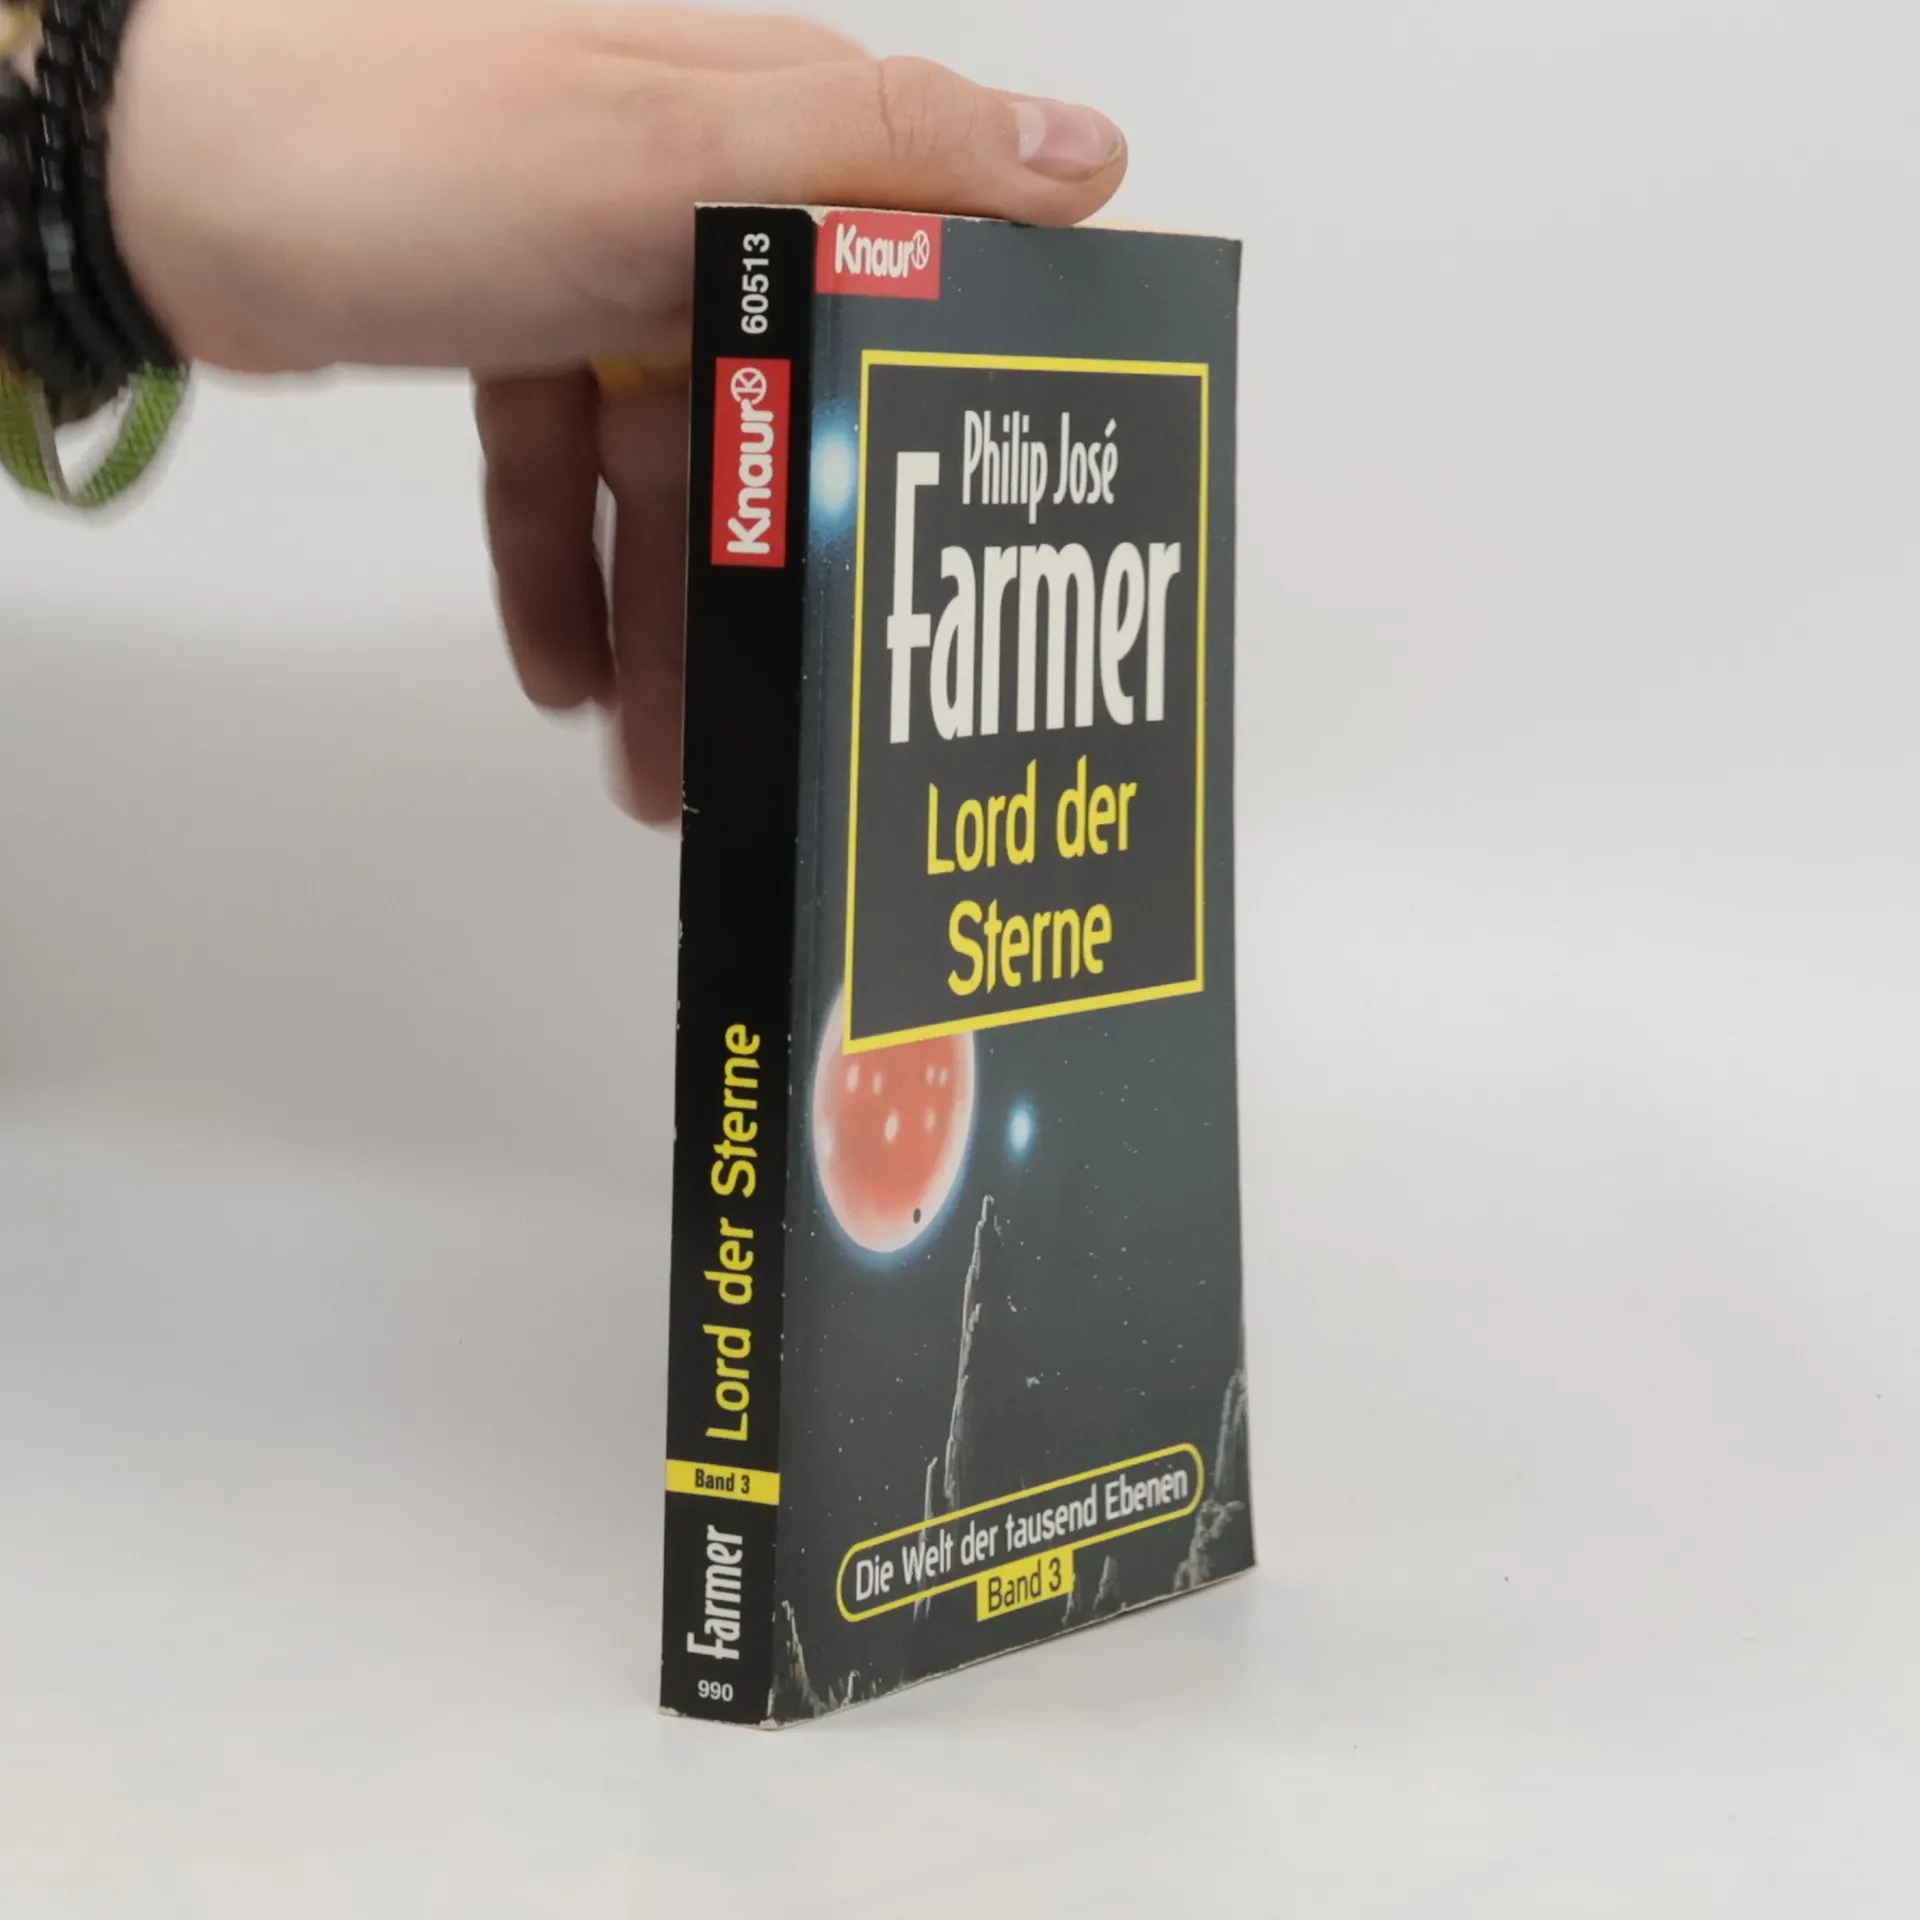 60513
Knaur
Lord der Sterne
Band 3
Farmer
990
Knaur
Philip José
Farmer
Lord der
Sterne
Die Welt der tausend Ebenen
Band 3